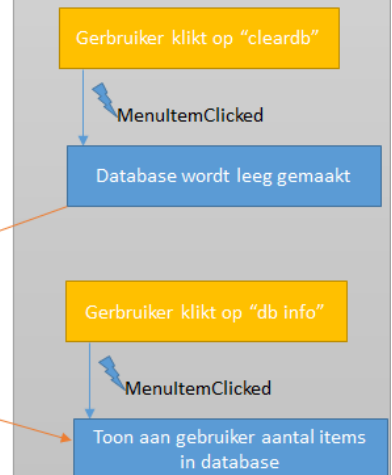 Gerbruiker klikt op “cleardb”
MenuItemClicked
Database wordt leeg gemaakt
Gerbruiker klikt op “db info”
MenuItemClicked
Toon aan gebruiker aantal items
in database